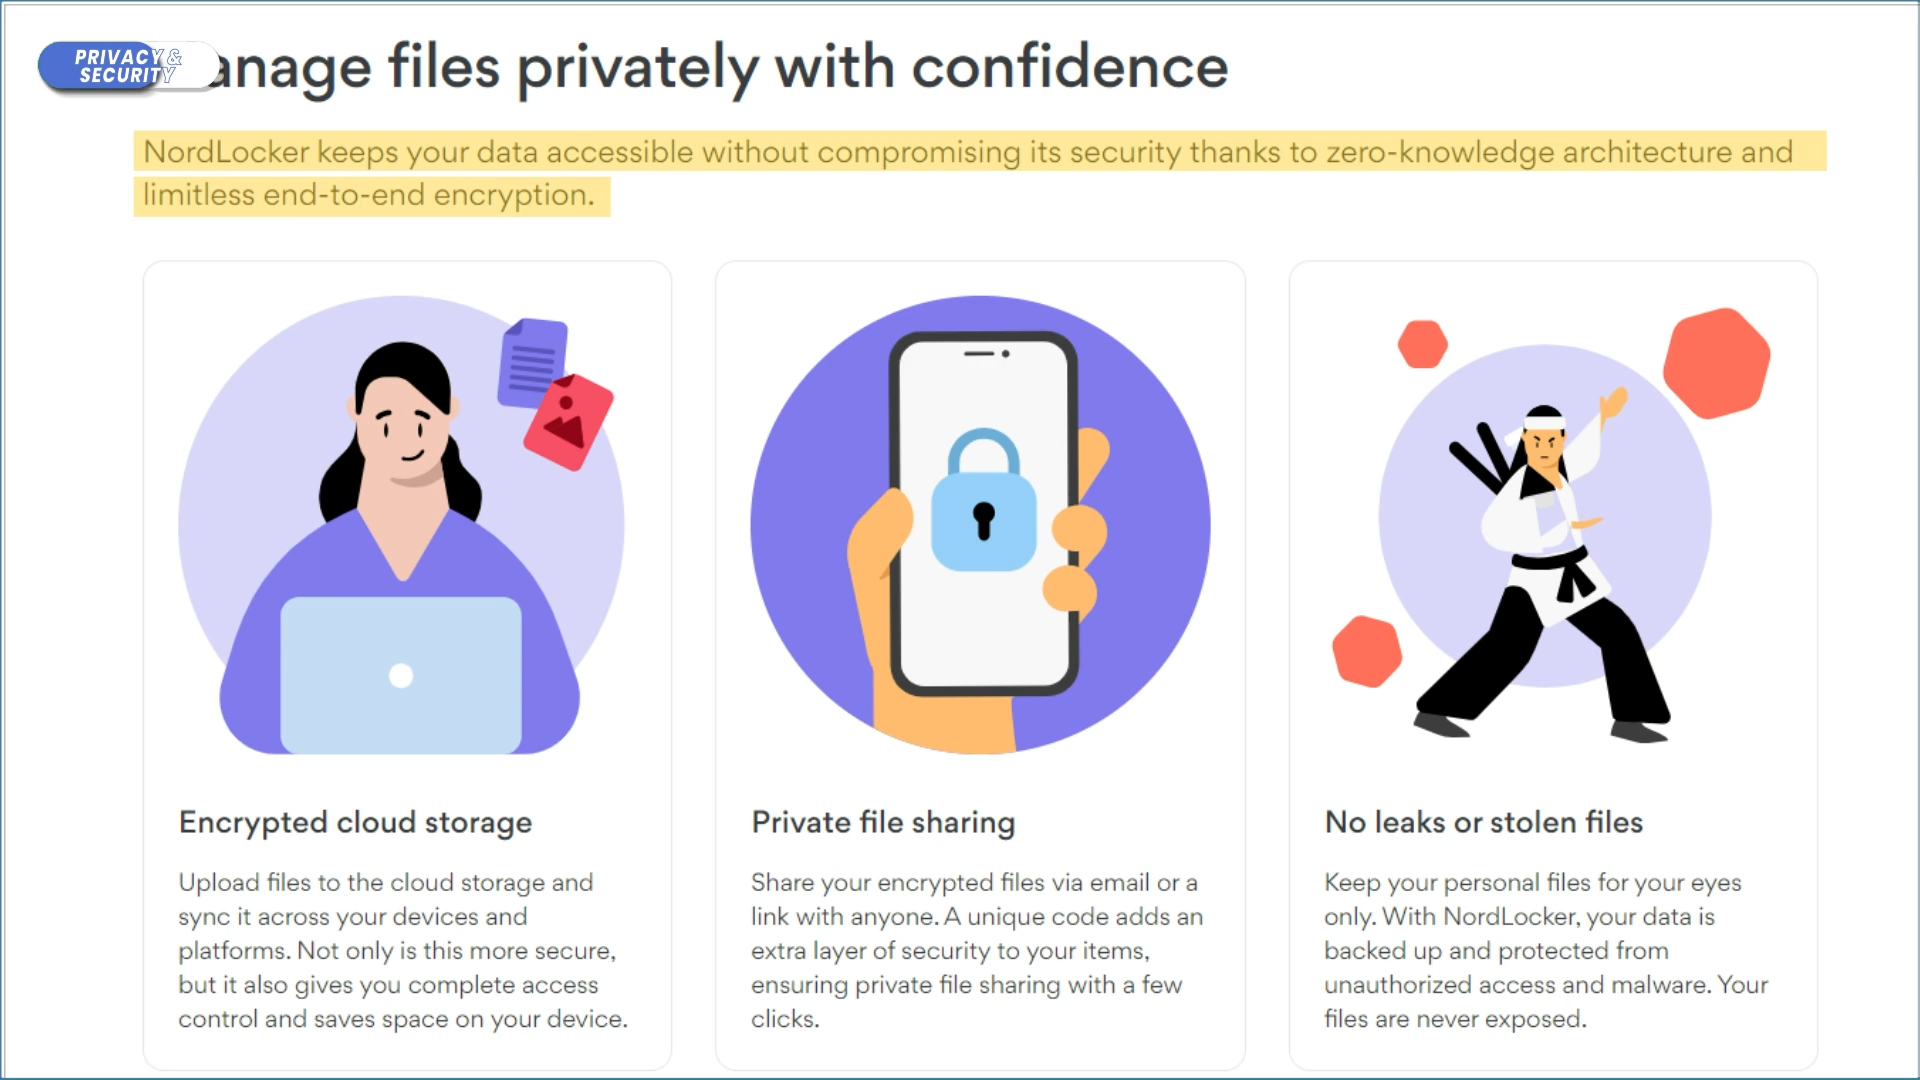 PRIVACY &
SECURITY
anage files privately with confidence
NordLocker keeps your data accessible without compromising its security thanks to zero-knowledge architecture and
limitless end-to-end encryption.
Encrypted cloud storage
Upload files to the cloud storage and
sync it across your devices and
platforms. Not only is this more secure,
but it also gives you complete access
control and saves space on your device.
Private file sharing
Share your encrypted files via email or a
link with anyone. A unique code adds an
extra layer of security to your items,
ensuring private file sharing with a few
clicks.
No leaks or stolen files
Keep your personal files for your eyes
only. With NordLocker, your data is
backed up and protected from
unauthorized access and malware. Your
files are never exposed.